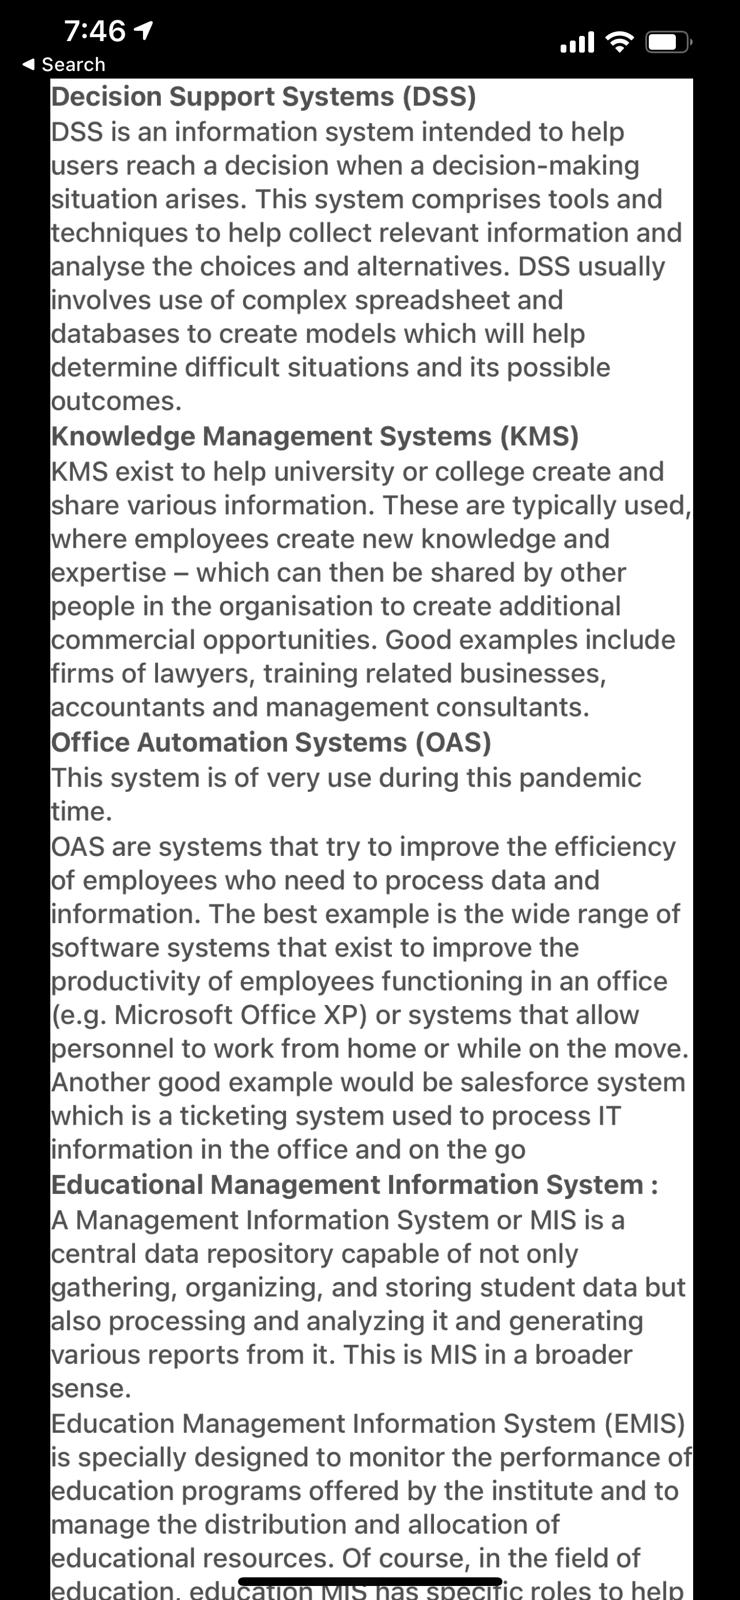 7:46
Search
Decision Support Systems (DSS)
DSS is an information system intended to help
users reach a decision when a decision-making
situation arises. This system comprises tools and
techniques to help collect relevant information and
analyse the choices and alternatives. DSS usually
involves use of complex spreadsheet and
databases to create models which will help
determine difficult situations and its possible
outcomes.
Knowledge Management Systems (KMS)
KMS exist to help university or college create and
share various information. These are typically used,
where employees create new knowledge and
expertise – which can then be shared by other
people in the organisation to create additional
commercial opportunities. Good examples include
firms of lawyers, training related businesses,
accountants and management consultants.
Office Automation Systems (OAS)
This system is of very use during this pandemic
time.
OAS are systems that try to improve the efficiency
of employees who need to process data and
information. The best example is the wide range of
software systems that exist to improve the
productivity of employees functioning in an office
(e.g. Microsoft Office XP) or systems that allow
personnel to work from home or while on the move.
Another good example would be salesforce system
which is a ticketing system used to process IT
information in the office and on the go
Educational Management Information System :
A Management Information System or MIS is a
central data repository capable of not only
gathering, organizing, and storing student data but
also processing and analyzing it and generating
various reports from it. This is MIS in a broader
sense.
Education Management Information System (EMIS)
is specially designed to monitor the performance of
education programs offered by the institute and to
manage the distribution and allocation of
educational resources. Of course, in the field of
education, education MIS has specific roles to help